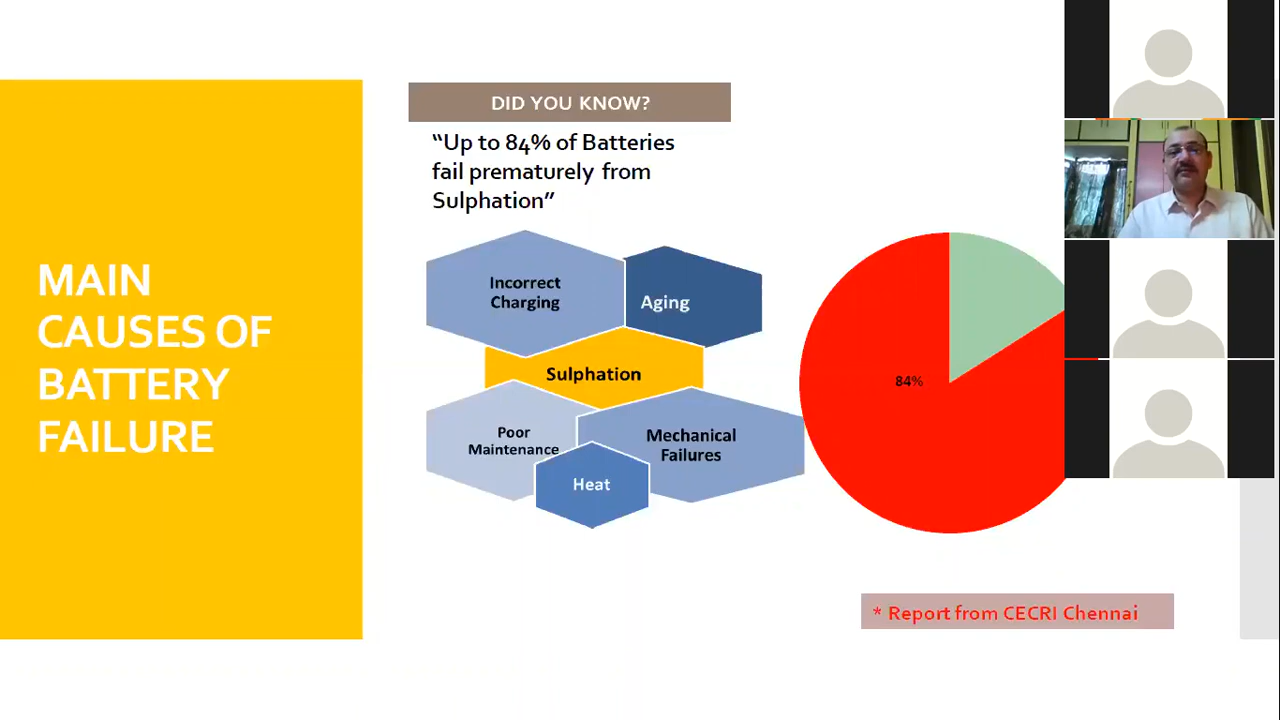 MAIN
CAUSES OF
BATTERY
FAILURE
DID YOU KNOW?
“Up to 84% of Batteries
fail prematurely from
Sulphation”
Incorrect
Charging
Aging
Sulphation
Poor
Maintenance
Mechanical
Failures
Heat
84%
* Report from CECRI Chennai